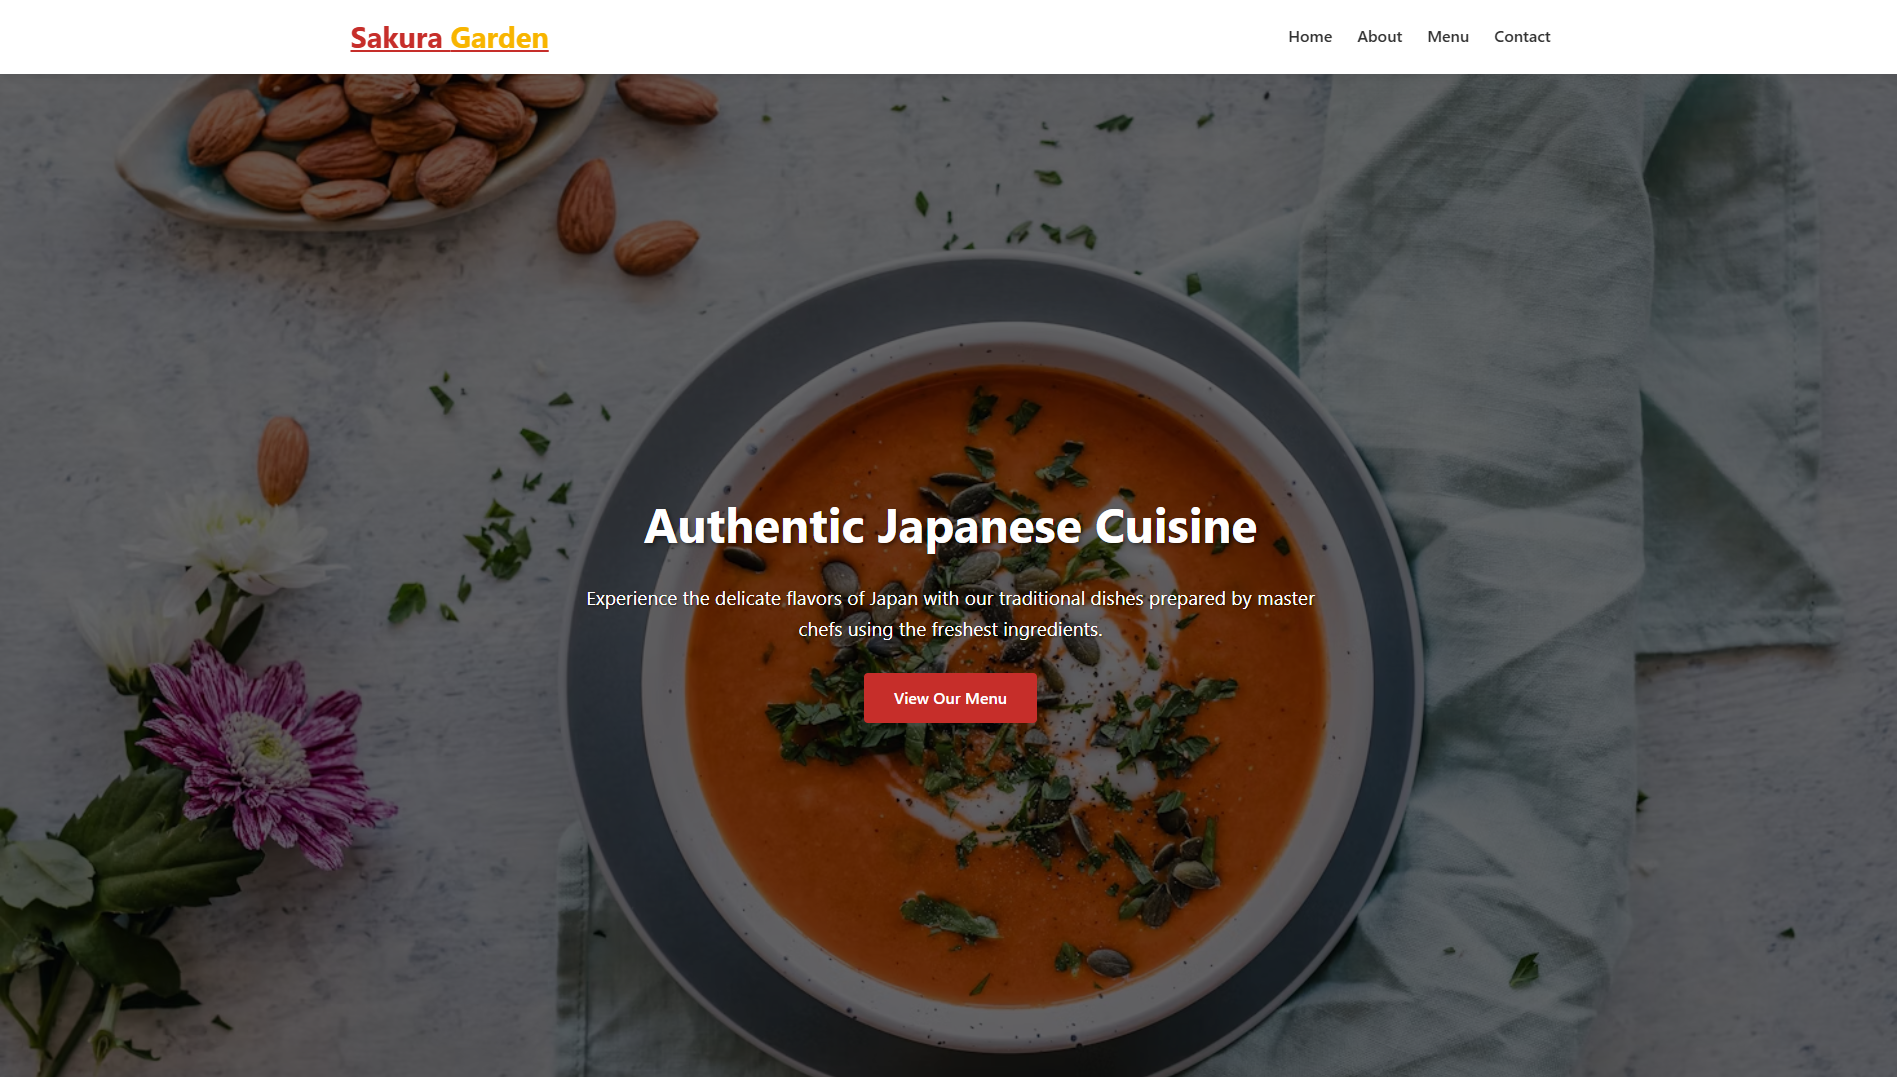 Sakura Garden
Home About Menu Contact
Authentic Japanese Cuisine
Experience the delicate flavors of Japan with our traditional dishes prepared by master
chefs using the freshest ingredients.
View Our Menu